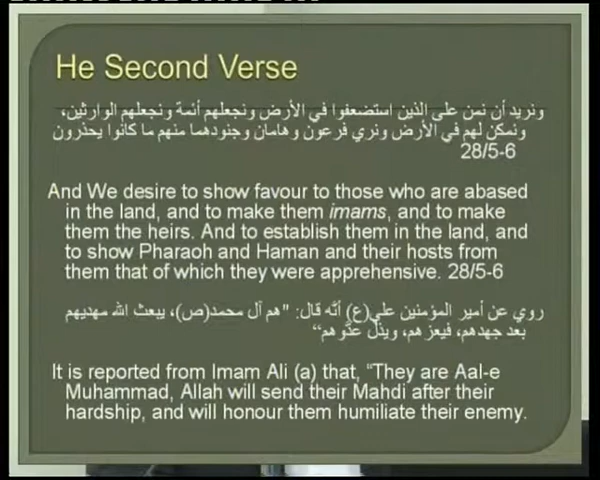 He Second Verse
ونريد أن نمن على الذين استضعفوا في الأرض ونجعلهم أئمة ونجعلهم الوارثين،
ونمكن لهم في الأرض ونري فرعون وهامان وجنودهما منهم ما كانوا يحذرون
28/5-6
And We desire to show favour to those who are abased
in the land, and to make them imams, and to make
them the heirs. And to establish them in the land, and
to show Pharaoh and Haman and their hosts from
them that of which they were apprehensive. 28/5-6
روي عن أمير المؤمنين علي(ع) أنّه قال: "هم آل محمد(ص)، يبعث الله مهديهم
بعد جهدهم، فيعزهم، ويذلّ عدّوهم“
It is reported from Imam Ali (a) that, “They are Aal-e
Muhammad, Allah will send their Mahdi after their
hardship, and will honour them humiliate their enemy.